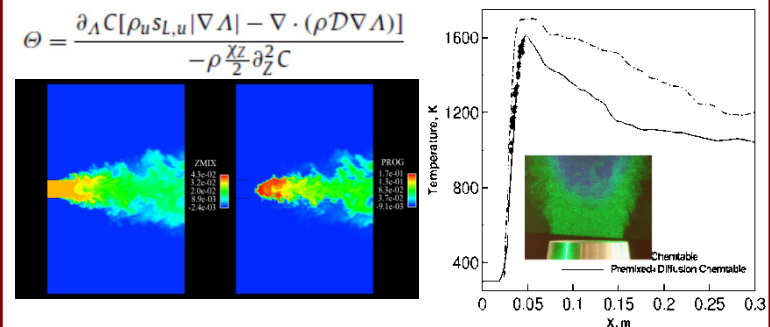 Θ = ∂_Λ C[ρ_u s_{L,u}|∇Λ| − ∇ · (ρD∇Λ)] / −ρ χ_Z/2 ∂²_Z C
ZMIX
4.3e-02
3.2e-02
2.0e-02
8.9e-03
-2.4e-03
PROG
1.7e-01
1.3e-01
8.3e-02
3.7e-02
-9.1e-03
Temperature, K
1600
1200
800
400
Chemtable
Premixed+Diffusion Chemtable
0 0.05 0.1 0.15 0.2 0.25 0.3
X, m